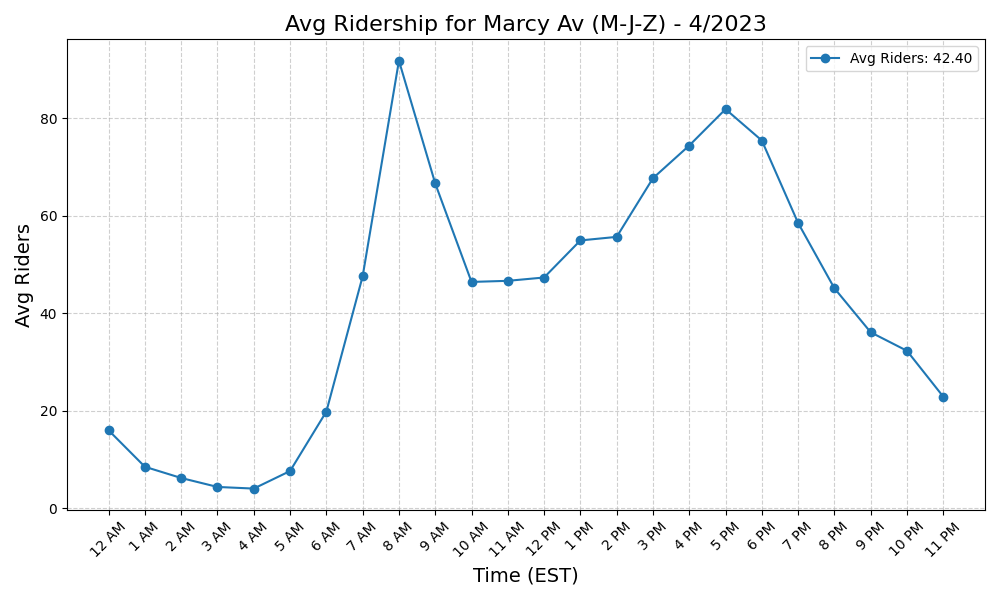 Avg Ridership for Marcy Av (M-J-Z) - 4/2023
Avg Riders: 42.40
Avg Riders
80
60
40
20
0
12 AM
1 AM
2 AM
3 AM
4 AM
5 AM
6 AM
7 AM
8 AM
9 AM
10 AM
11 AM
12 PM
1 PM
2 PM
3 PM
4 PM
5 PM
6 PM
7 PM
8 PM
9 PM
10 PM
11 PM
Time (EST)